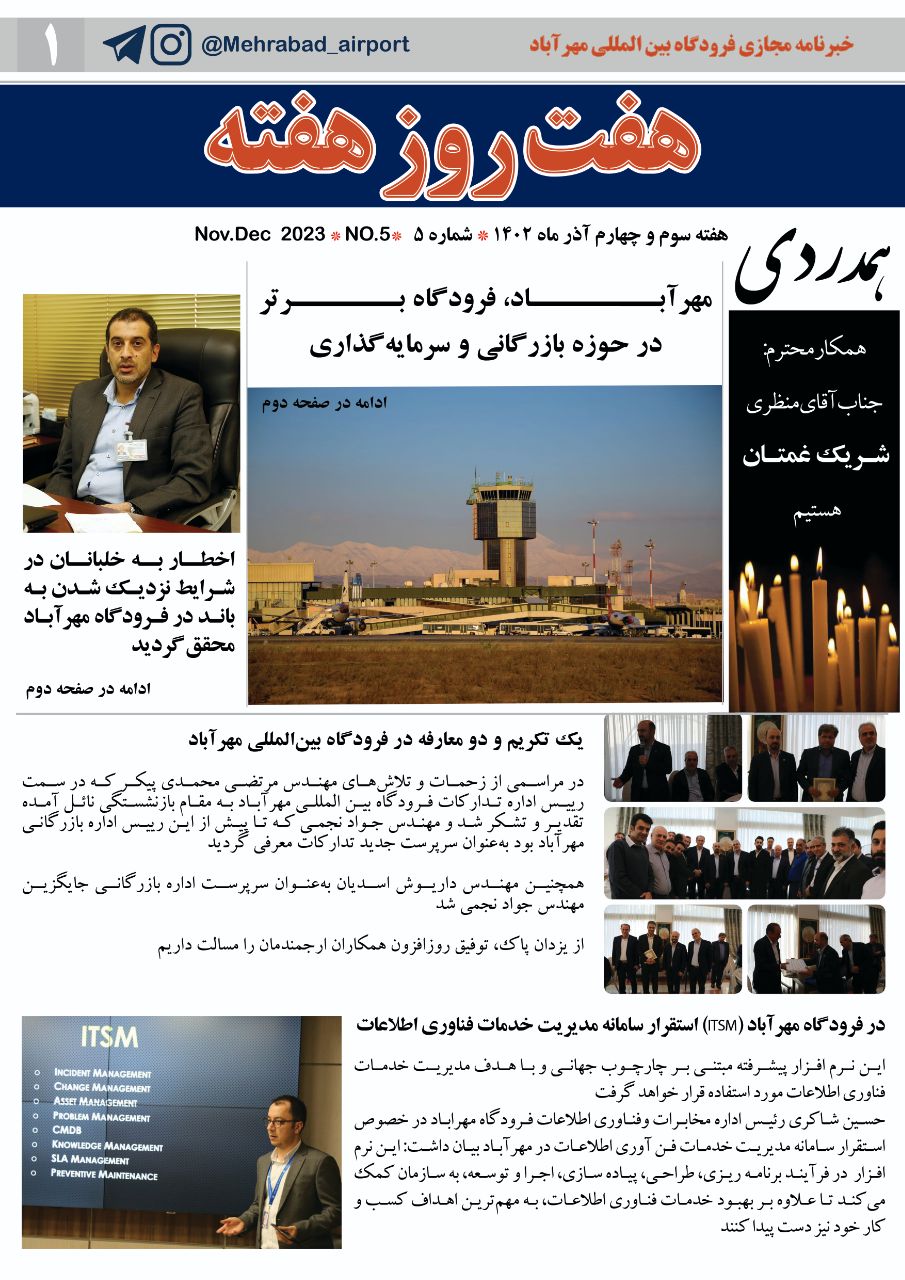 خبرنامه مجازی فرودگاه بین المللی مهرآباد
@Mehrabad_airport
۱
هفت روز هفته
هفته سوم و چهارم آذر ماه ۱۴۰۲ * شماره ۵ *NO.5 * Nov.Dec 2023
همدردی
همکار محترم:
جناب آقای منظری
شریک غمتان
هستیم
مهرآباد، فرودگاه برتر
در حوزه بازرگانی و سرمایه‌گذاری
ادامه در صفحه دوم
اخطار به خلبانان در
شرایط نزدیک شدن به
باند در فرودگاه مهرآباد
محقق گردید
ادامه در صفحه دوم
یک تکریم و دو معارفه در فرودگاه بین‌المللی مهرآباد
در مراسمی از زحمات و تلاش‌های مهندس مرتضی محمدی پیکر که در سمت
رییس اداره تدارکات فرودگاه بین المللی مهرآباد به مقام بازنشستگی نائل آمده
تقدیر و تشکر شد و مهندس جواد نجمی که تا پیش از این رییس اداره بازرگانی
مهرآباد بود به‌عنوان سرپرست جدید تدارکات معرفی گردید
همچنین مهندس داریوش اسدیان به‌عنوان سرپرست اداره بازرگانی جایگزین
مهندس جواد نجمی شد
از یزدان پاک، توفیق روزافزون همکاران ارجمندمان را مسالت داریم
در فرودگاه مهرآباد (ITSM) استقرار سامانه مدیریت خدمات فناوری اطلاعات
این نرم افزار پیشرفته مبتنی بر چارچوب جهانی و با هدف مدیریت خدمات
فناوری اطلاعات مورد استفاده قرار خواهد گرفت
حسین شاکری رئیس اداره مخابرات وفناوری اطلاعات فرودگاه مهراباد در خصوص
استقرار سامانه مدیریت خدمات فن آوری اطلاعات در مهرآباد بیان داشت: این نرم
افزار در فرآیند برنامه ریزی، طراحی، پیاده سازی، اجرا و توسعه، به سازمان کمک
می کند تا علاوه بر بهبود خدمات فناوری اطلاعات، به مهم‌ترین اهداف کسب و
کار خود نیز دست پیدا کنند
ITSM
INCIDENT MANAGEMENT
CHANGE MANAGEMENT
ASSET MANAGEMENT
PROBLEM MANAGEMENT
CMDB
KNOWLEDGE MANAGEMENT
SLA MANAGEMENT
PREVENTIVE MAINTENANCE